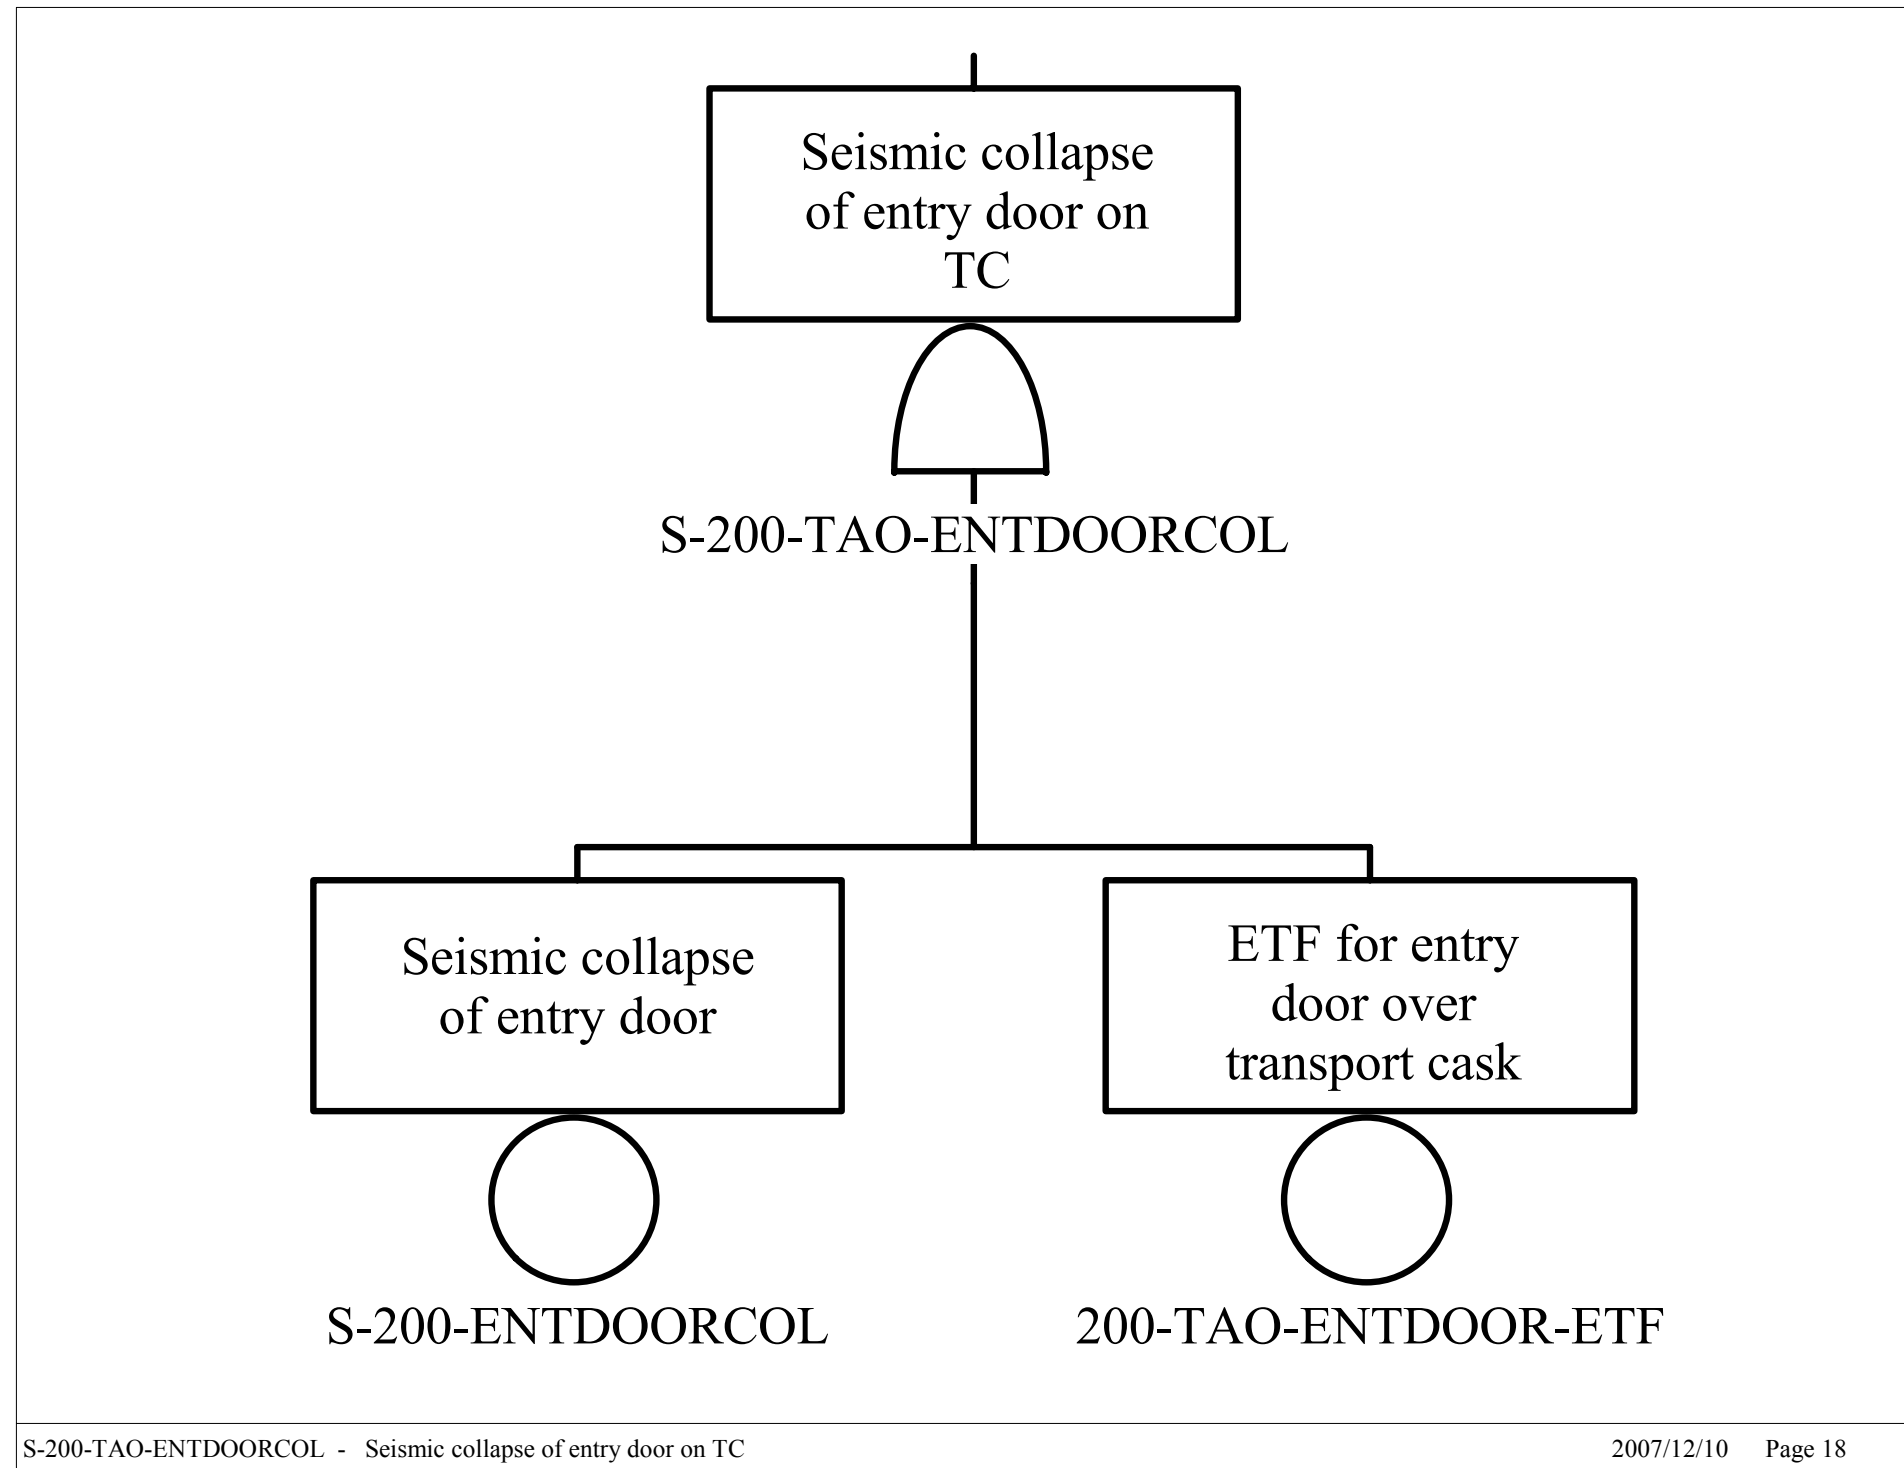 Seismic collapse
of entry door on
TC
S-200-TAO-ENTDOORCOL
Seismic collapse
of entry door
S-200-ENTDOORCOL
ETF for entry
door over
transport cask
200-TAO-ENTDOOR-ETF
S-200-TAO-ENTDOORCOL - Seismic collapse of entry door on TC
2007/12/10 Page 18